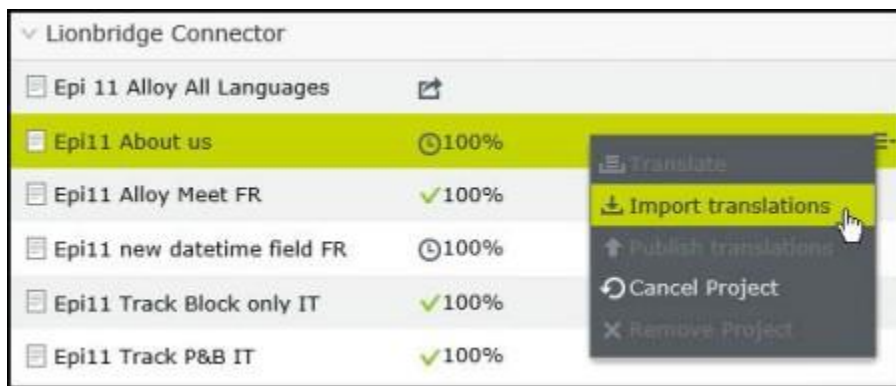 Lionbridge Connector
Epi 11 Alloy All Languages
Epi11 About us 100%
Translate
Import translations
Epi11 Alloy Meet FR 100%
Publish translations
Epi11 new datetime field FR 100%
Cancel Project
Epi11 Track Block only IT 100%
Remove Project
Epi11 Track P&B IT 100%